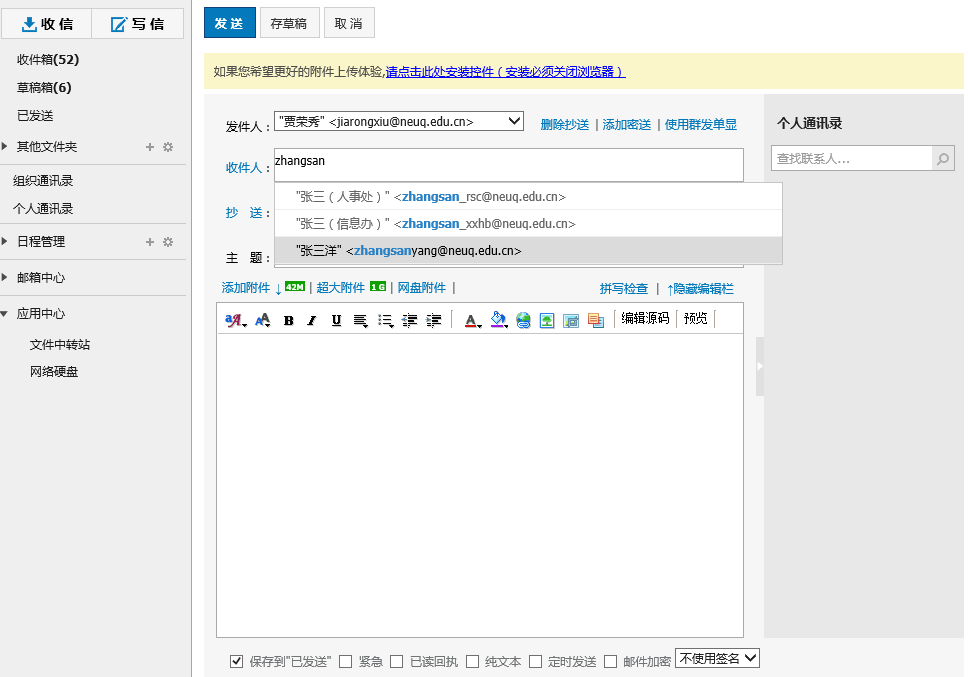 收 信
写 信
收件箱(52)
草稿箱(6)
已发送
其他文件夹
组织通讯录
个人通讯录
日程管理
邮箱中心
应用中心
文件中转站
网络硬盘
发 送 存草稿 取 消
如果您希望更好的附件上传体验,请点击此处安装控件（安装必须关闭浏览器）
发件人： "贾荣秀" <jiarongxiu@neuq.edu.cn> 删除抄送 | 添加密送 | 使用群发单显
收件人： zhangsan
"张三（人事处）" <zhangsan_rsc@neuq.edu.cn>
抄 送：
"张三（信息办）" <zhangsan_xxhb@neuq.edu.cn>
主 题： "张三洋" <zhangsanyang@neuq.edu.cn>
添加附件 ↓ 42M | 超大附件 1 G | 网盘附件 | 拼写检查 | ↑隐藏编辑栏
B I U A 编辑源码 预览
保存到"已发送" 紧急 已读回执 纯文本 定时发送 邮件加密 不使用签名
个人通讯录
查找联系人...